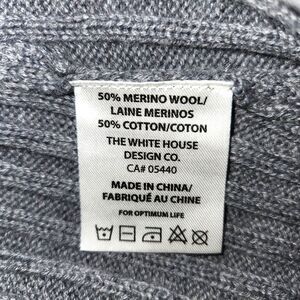 50% MERINO WOOL/
LAINE MERINOS
50% COTTON/COTON
THE WHITE HOUSE
DESIGN CO.
CA# 05440
MADE IN CHINA/
FABRIQUÉ AU CHINE
FOR OPTIMUM LIFE